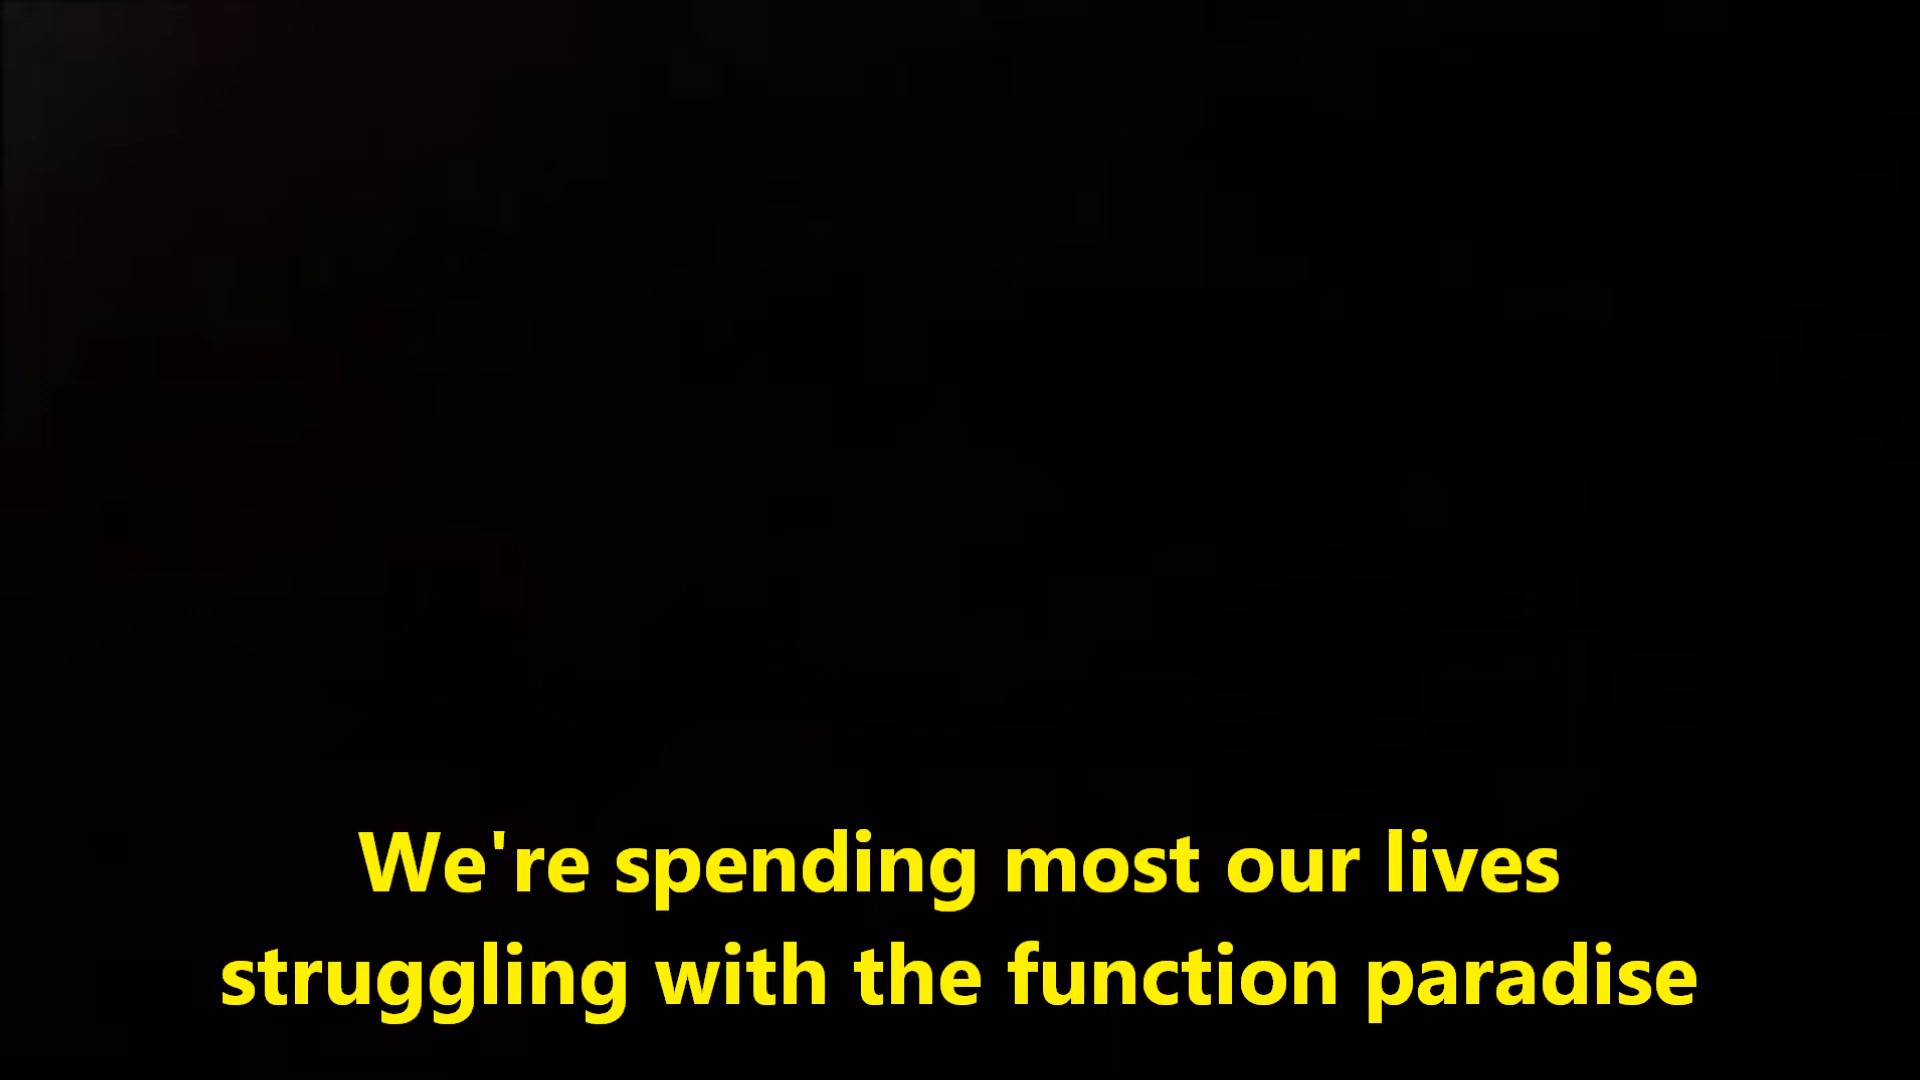 We're spending most our lives
struggling with the function paradise